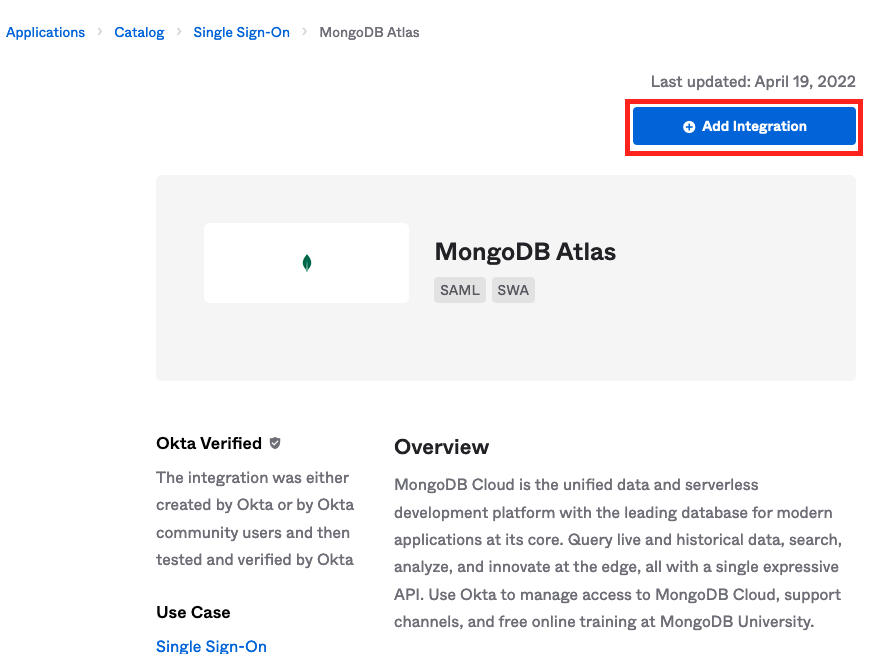 Applications > Catalog > Single Sign-On > MongoDB Atlas
Last updated: April 19, 2022
Add Integration
MongoDB Atlas
SAML SWA
Okta Verified
The integration was either
created by Okta or by Okta
community users and then
tested and verified by Okta
Use Case
Single Sign-On
Overview
MongoDB Cloud is the unified data and serverless
development platform with the leading database for modern
applications at its core. Query live and historical data, search,
analyze, and innovate at the edge, all with a single expressive
API. Use Okta to manage access to MongoDB Cloud, support
channels, and free online training at MongoDB University.